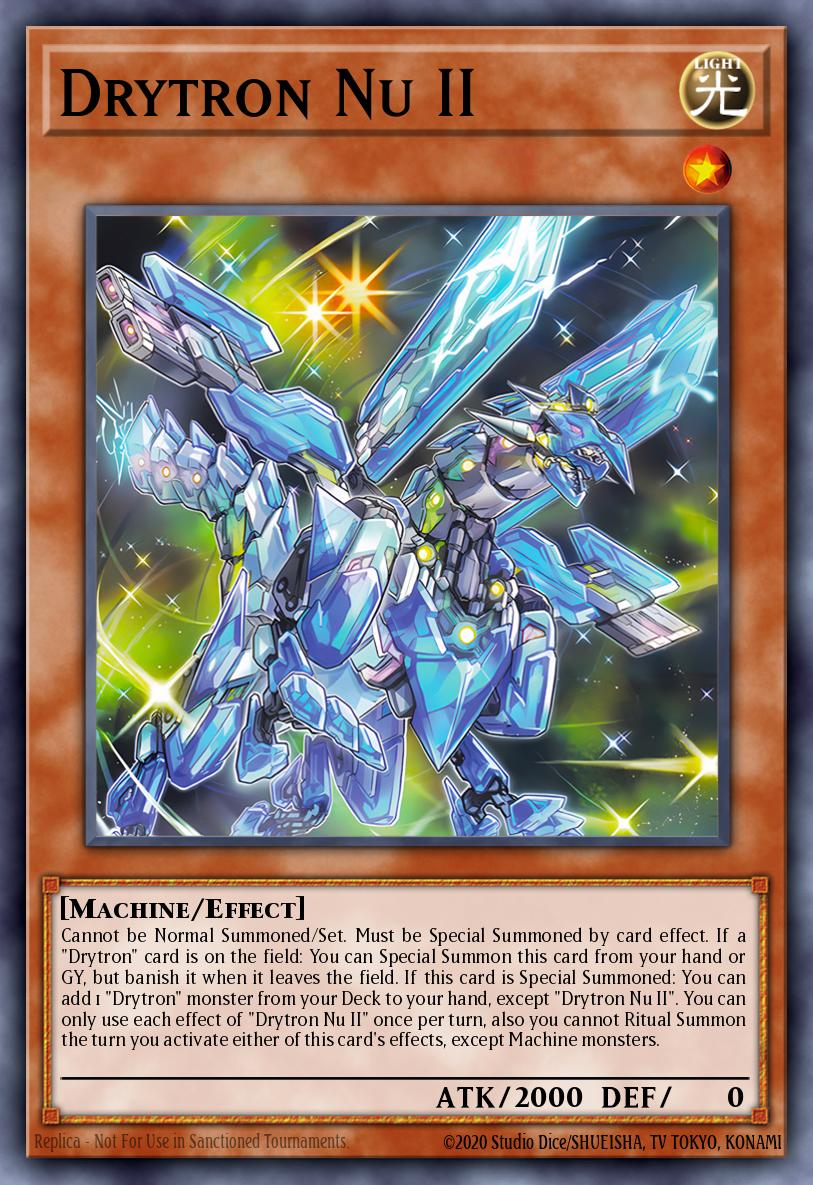 Drytron Nu II
LIGHT
光
[Machine/Effect]
Cannot be Normal Summoned/Set. Must be Special Summoned by card effect. If a
"Drytron" card is on the field: You can Special Summon this card from your hand or
GY, but banish it when it leaves the field. If this card is Special Summoned: You can
add 1 "Drytron" monster from your Deck to your hand, except "Drytron Nu II". You can
only use each effect of "Drytron Nu II" once per turn, also you cannot Ritual Summon
the turn you activate either of this card's effects, except Machine monsters.
ATK/2000 DEF/ 0
Replica - Not For Use in Sanctioned Tournaments.
©2020 Studio Dice/SHUEISHA, TV TOKYO, KONAMI